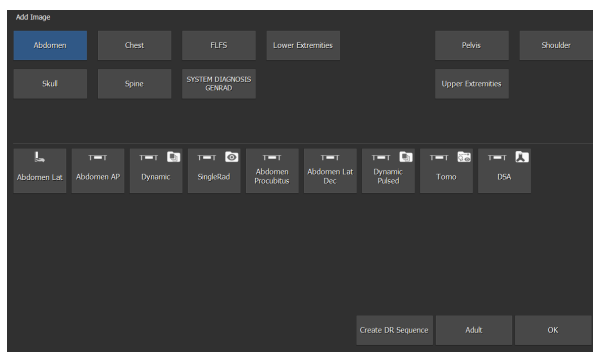 Add Image
Abdomen Chest FLFS Lower Extremities Pelvis Shoulder
Skull Spine SYSTEM DIAGNOSIS GENRAD Upper Extremities
Abdomen Lat Abdomen AP Dynamic SingleRad Abdomen Procubitus Abdomen Lat Dec Dynamic Pulsed Tomo DSA
Create DR Sequence Adult OK